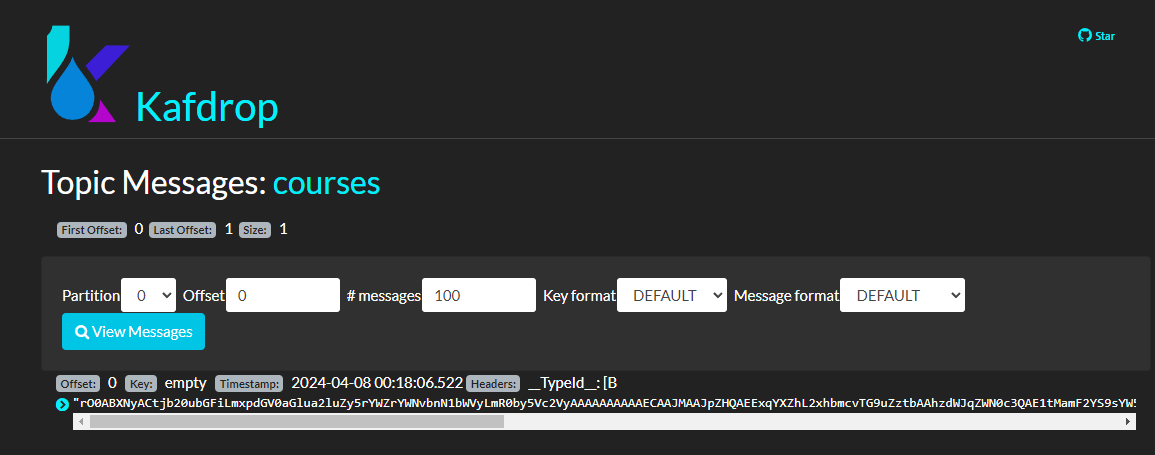 Star
Kafdrop
Topic Messages: courses
First Offset: 0 Last Offset: 1 Size: 1
Partition 0 Offset 0 # messages 100 Key format DEFAULT Message format DEFAULT
View Messages
Offset: 0 Key: empty Timestamp: 2024-04-08 00:18:06.522 Headers: __TypeId__: [B
"rO0ABXNyACtjb20ubGFiLmxpdGV0aGlua2luZy5rYWZrYWNvbnN1bWVyLmR0by5Vc2VyAAAAAAAAAAECAAJMAAJpZHQAEExqYXZhL2xhbmcvTG9uZztbAAhzdWJqZWN0c3QAE1tMamF2YS9sYW5